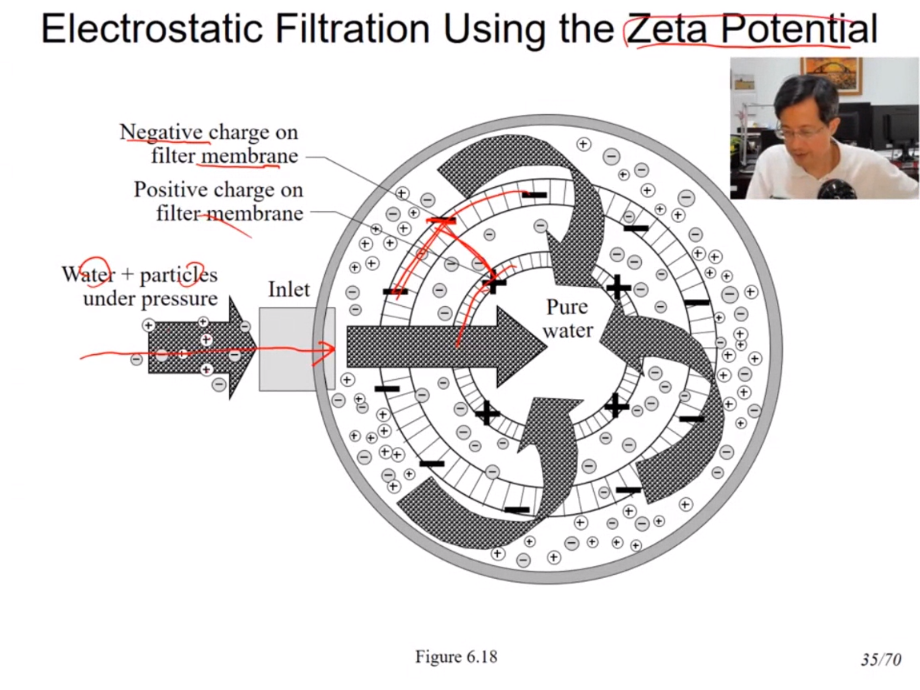 Electrostatic Filtration Using the Zeta Potential
Negative charge on
filter membrane
Positive charge on
filter membrane
Water + particles
under pressure
Inlet
Pure
water
Figure 6.18
35/70